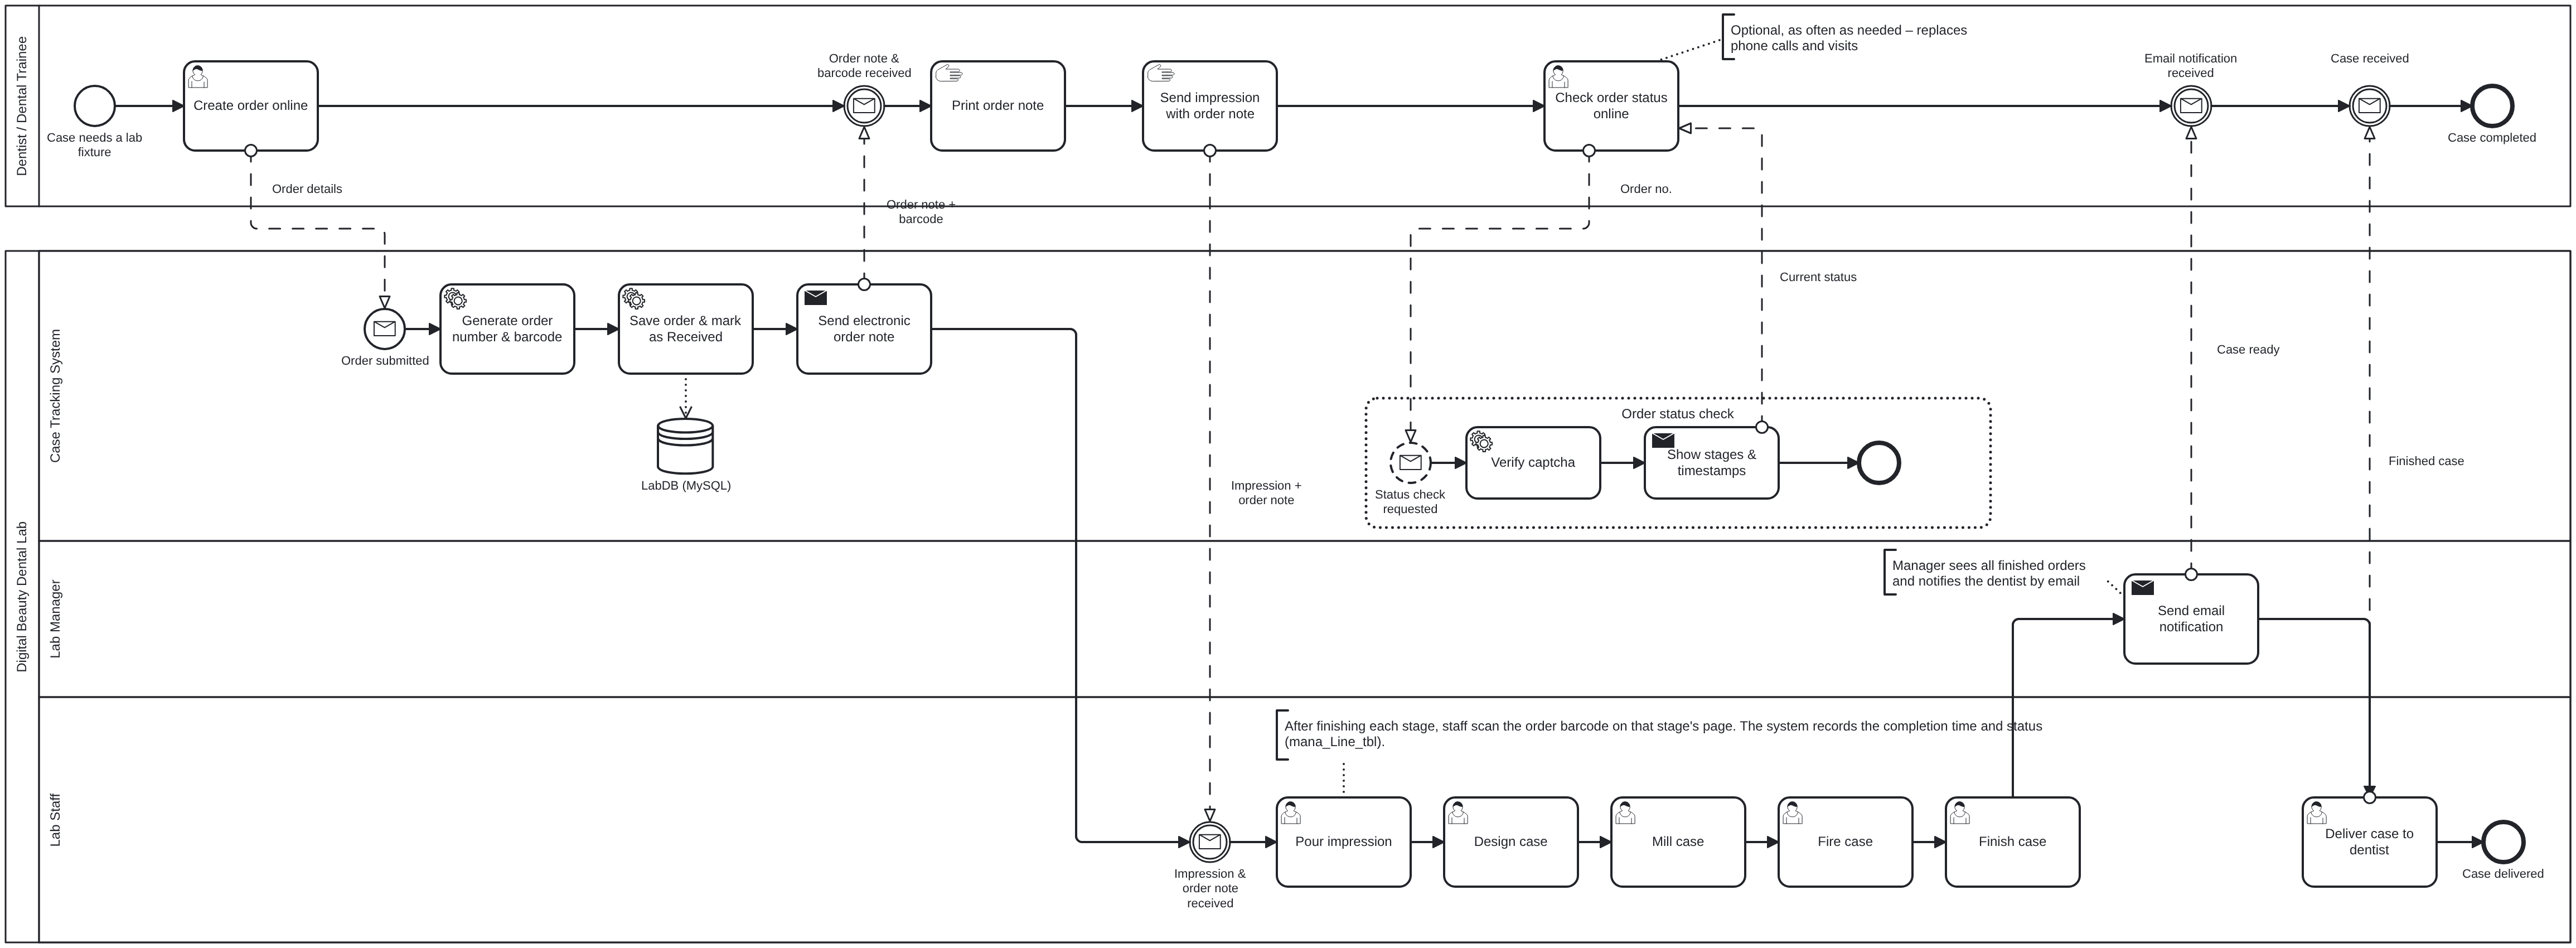 Dentist / Dental Trainee
Case needs a lab
fixture
Create order online
Order details
Order note &
barcode received
Order note +
barcode
Print order note
Send impression
with order note
Check order status
online
Optional, as often as needed – replaces
phone calls and visits
Order no.
Email notification
received
Case received
Case completed
Digital Beauty Dental Lab
Case Tracking System
Order submitted
Generate order
number & barcode
Save order & mark
as Received
Send electronic
order note
LabDB (MySQL)
Impression +
order note
Current status
Order status check
Status check
requested
Verify captcha
Show stages &
timestamps
Case ready
Finished case
Lab Manager
Manager sees all finished orders
and notifies the dentist by email
Send email
notification
Lab Staff
After finishing each stage, staff scan the order barcode on that stage's page. The system records the completion time and status
(mana_Line_tbl).
Impression &
order note
received
Pour impression
Design case
Mill case
Fire case
Finish case
Deliver case to
dentist
Case delivered